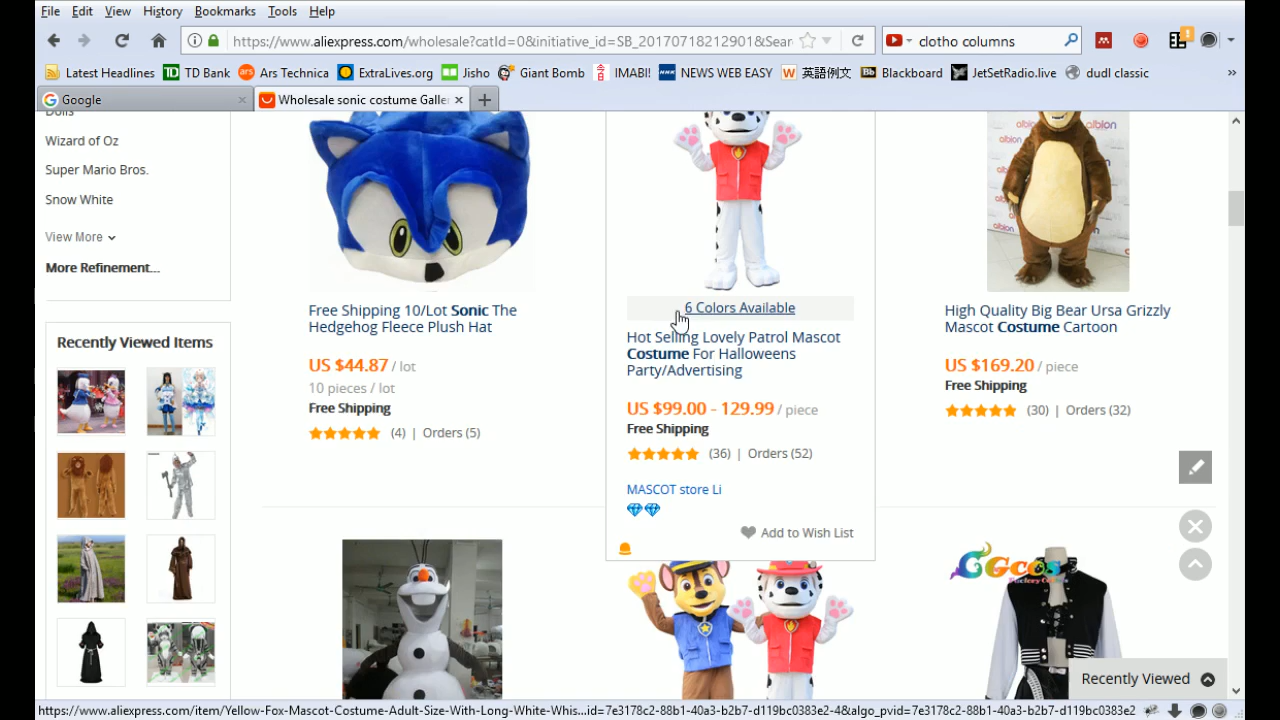 File Edit View History Bookmarks Tools Help
https://www.aliexpress.com/wholesale?catId=0&initiative_id=SB_20170718212901&Sear
clotho columns
1
Latest Headlines TD Bank Ars Technica ExtraLives.org Jisho Giant Bomb IMABI! NEWS WEB EASY 英語例文 Blackboard JetSetRadio.live dudl classic »
Google
Wholesale sonic costume Galle
Dolls
Wizard of Oz
Super Mario Bros.
Snow White
View More
More Refinement...
Recently Viewed Items
Free Shipping 10/Lot Sonic The
Hedgehog Fleece Plush Hat
US $44.87 / lot
10 pieces / lot
Free Shipping
(4) | Orders (5)
6 Colors Available
Hot Selling Lovely Patrol Mascot
Costume For Halloweens
Party/Advertising
US $99.00 - 129.99 / piece
Free Shipping
(36) | Orders (52)
MASCOT store Li
Add to Wish List
albion albion
High Quality Big Bear Ursa Grizzly
Mascot Costume Cartoon
US $169.20 / piece
Free Shipping
(30) | Orders (32)
GGcos
Factory
Recently Viewed
https://www.aliexpress.com/item/Yellow-Fox-Mascot-Costume-Adult-Size-With-Long-White-Whis...id=7e3178c2-88b1-40a3-b2b7-d171bc0383e2-4&algo_pvid=7e3178c2-88b1-40a3-b2b7-d171bc0383e2